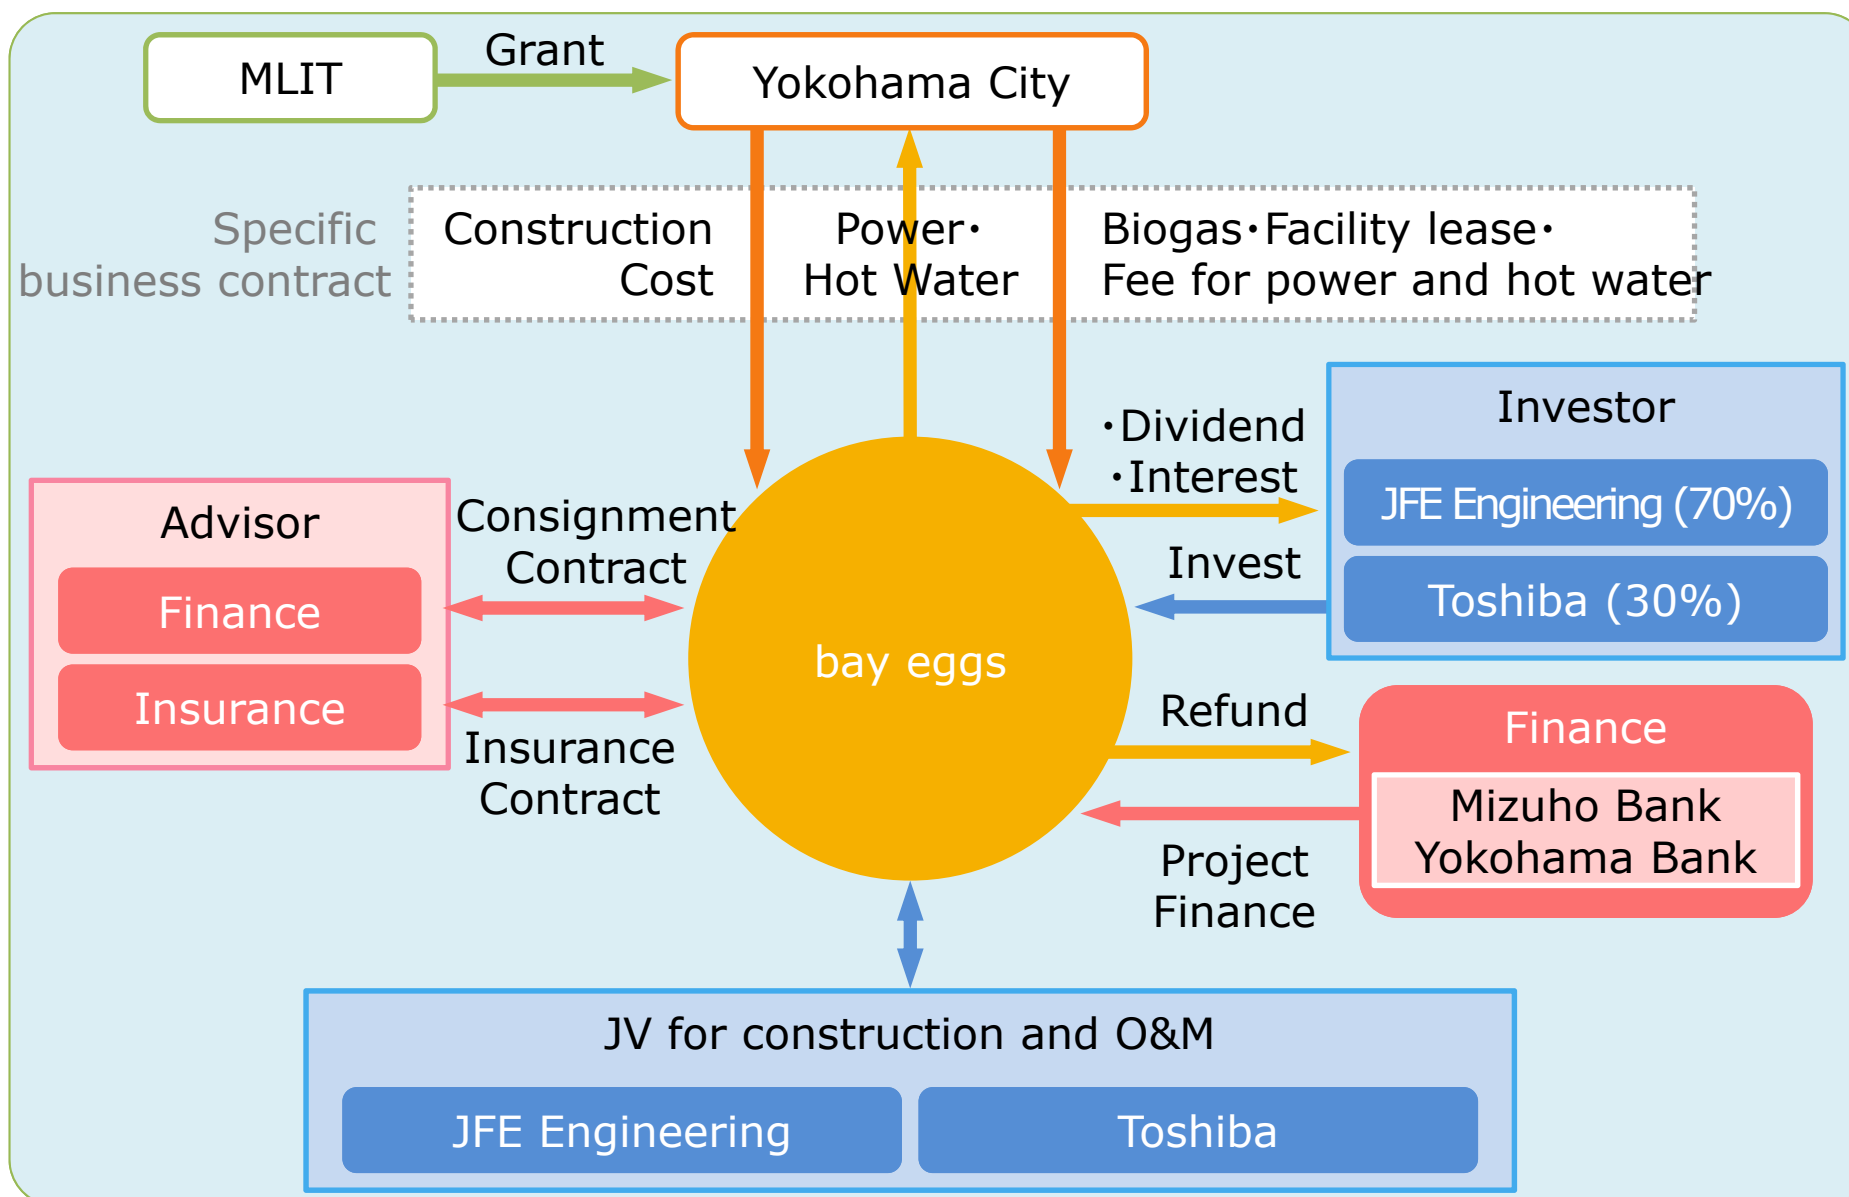 MLIT
Grant
Yokohama City
Specific
business contract
Construction
Cost
Power・
Hot Water
Biogas・Facility lease・
Fee for power and hot water
・Dividend
・Interest
Invest
Investor
JFE Engineering (70%)
Toshiba (30%)
Advisor
Finance
Insurance
Consignment
Contract
Insurance
Contract
bay eggs
Refund
Project
Finance
Finance
Mizuho Bank
Yokohama Bank
JV for construction and O&M
JFE Engineering
Toshiba